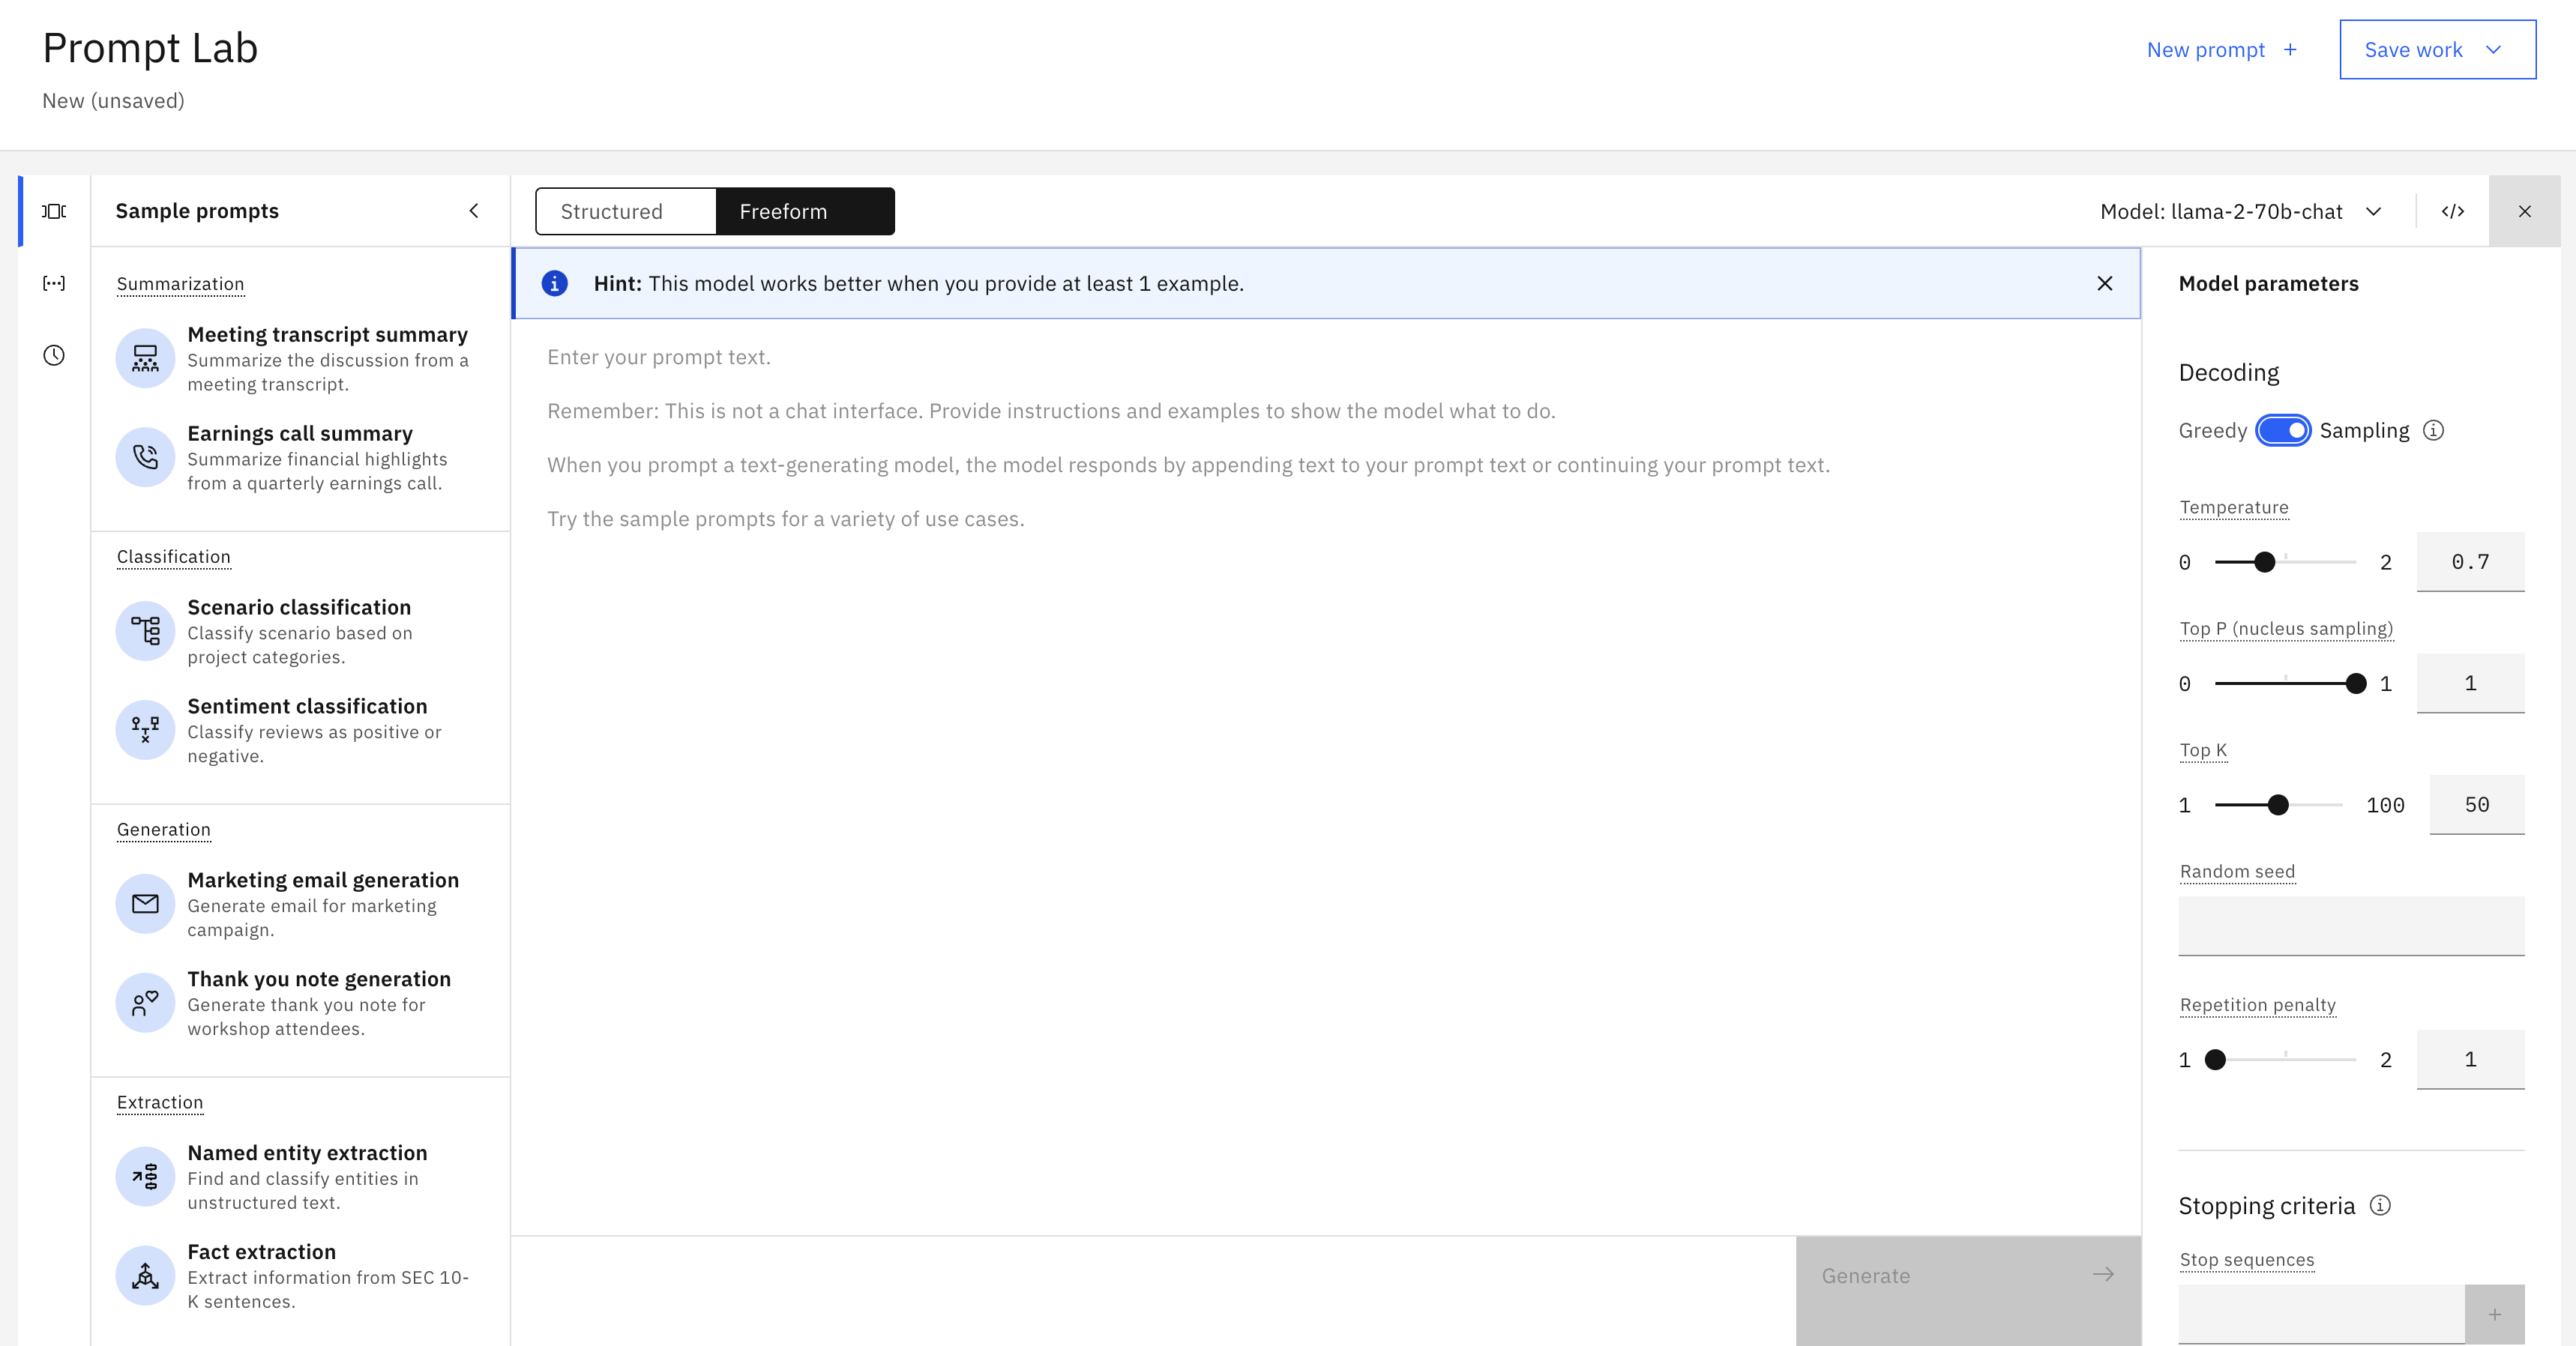 Prompt Lab
New (unsaved)
New prompt +
Save work
Sample prompts
Structured
Freeform
Model: llama-2-70b-chat
</>
Summarization
Meeting transcript summary
Summarize the discussion from a
meeting transcript.
Earnings call summary
Summarize financial highlights
from a quarterly earnings call.
Classification
Scenario classification
Classify scenario based on
project categories.
Sentiment classification
Classify reviews as positive or
negative.
Generation
Marketing email generation
Generate email for marketing
campaign.
Thank you note generation
Generate thank you note for
workshop attendees.
Extraction
Named entity extraction
Find and classify entities in
unstructured text.
Fact extraction
Extract information from SEC 10-
K sentences.
Hint: This model works better when you provide at least 1 example.
Enter your prompt text.
Remember: This is not a chat interface. Provide instructions and examples to show the model what to do.
When you prompt a text-generating model, the model responds by appending text to your prompt text or continuing your prompt text.
Try the sample prompts for a variety of use cases.
Generate
Model parameters
Decoding
Greedy Sampling
Temperature
0 2 0.7
Top P (nucleus sampling)
0 1 1
Top K
1 100 50
Random seed
Repetition penalty
1 2 1
Stopping criteria
Stop sequences
+